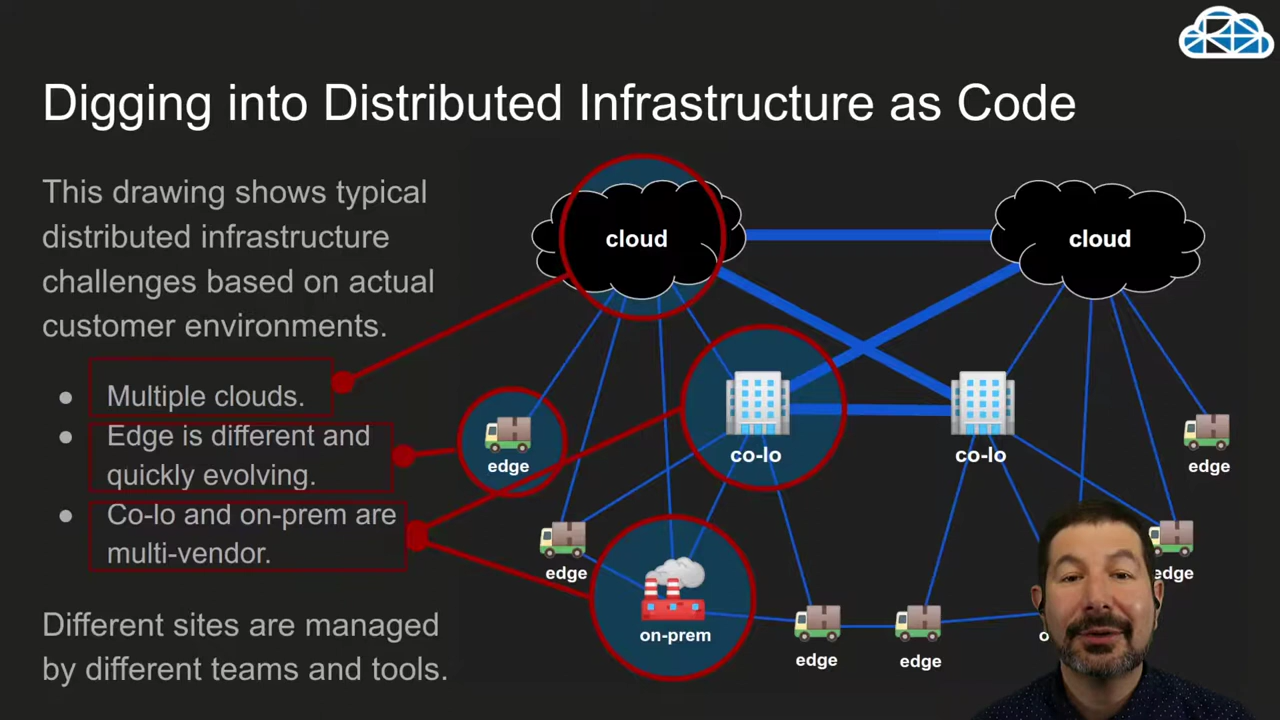 Digging into Distributed Infrastructure as Code
This drawing shows typical
distributed infrastructure
challenges based on actual
customer environments.
● Multiple clouds.
● Edge is different and
quickly evolving.
● Co-lo and on-prem are
multi-vendor.
Different sites are managed
by different teams and tools.
cloud
cloud
co-lo
co-lo
edge
edge
edge
edge
on-prem
edge
edge